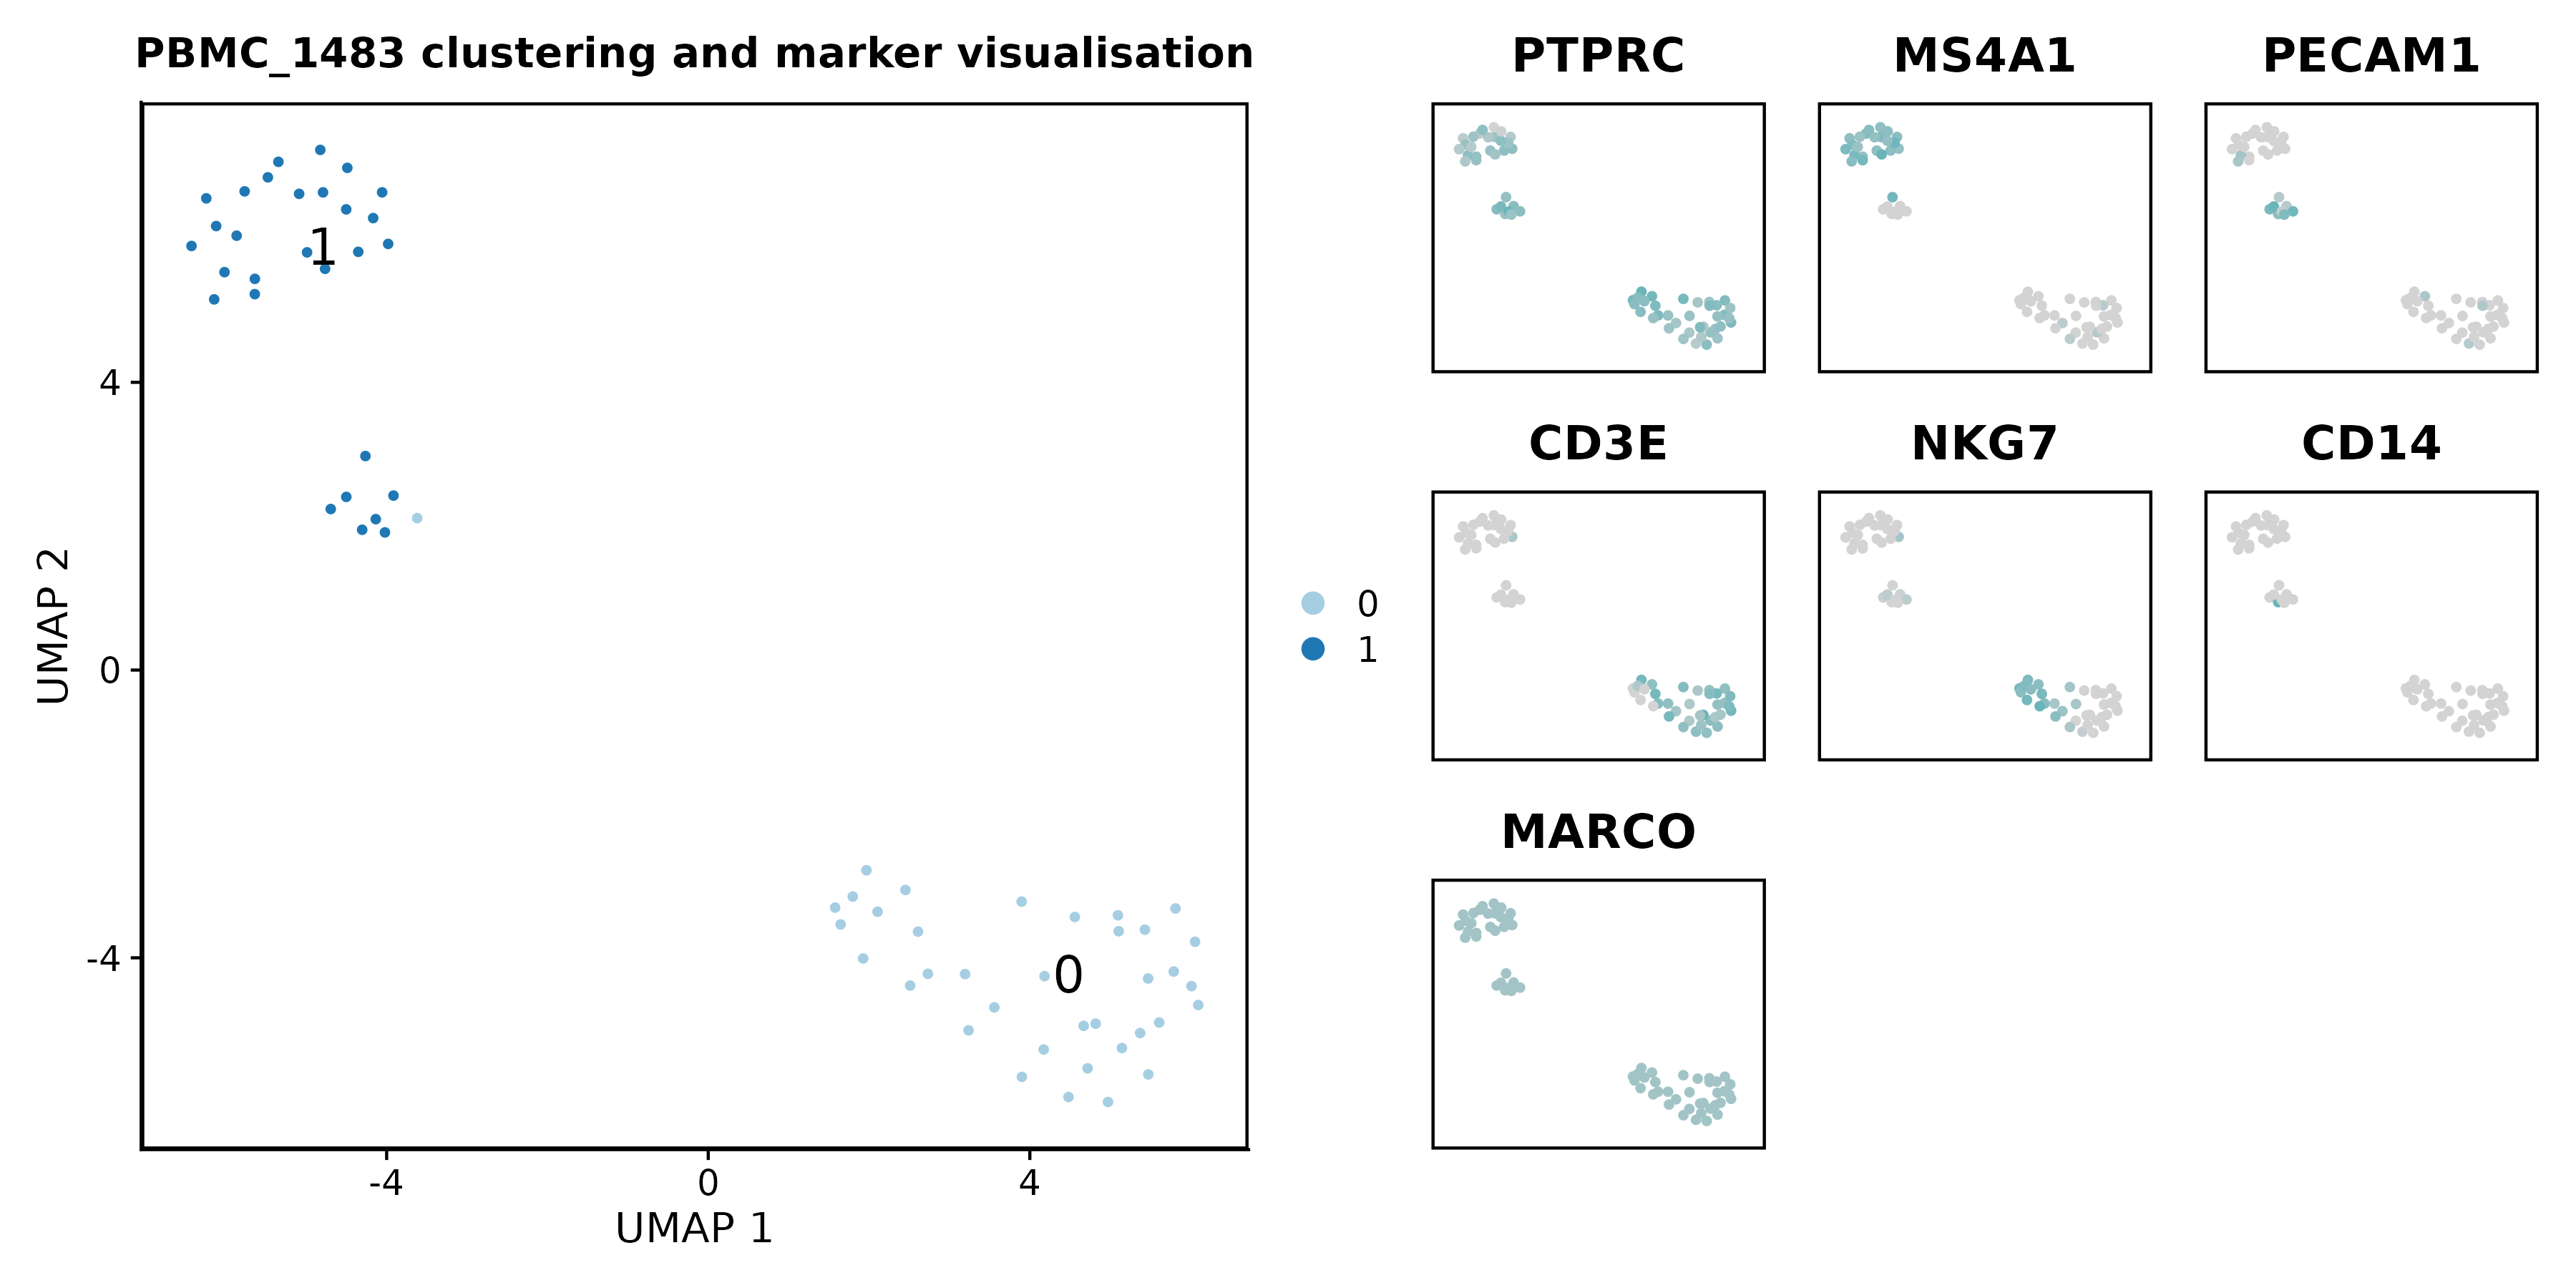 PBMC_1483 clustering and marker visualisation
4
0
-4
UMAP 2
-4
0
4
UMAP 1
1
0
0
1
PTPRC
MS4A1
PECAM1
CD3E
NKG7
CD14
MARCO